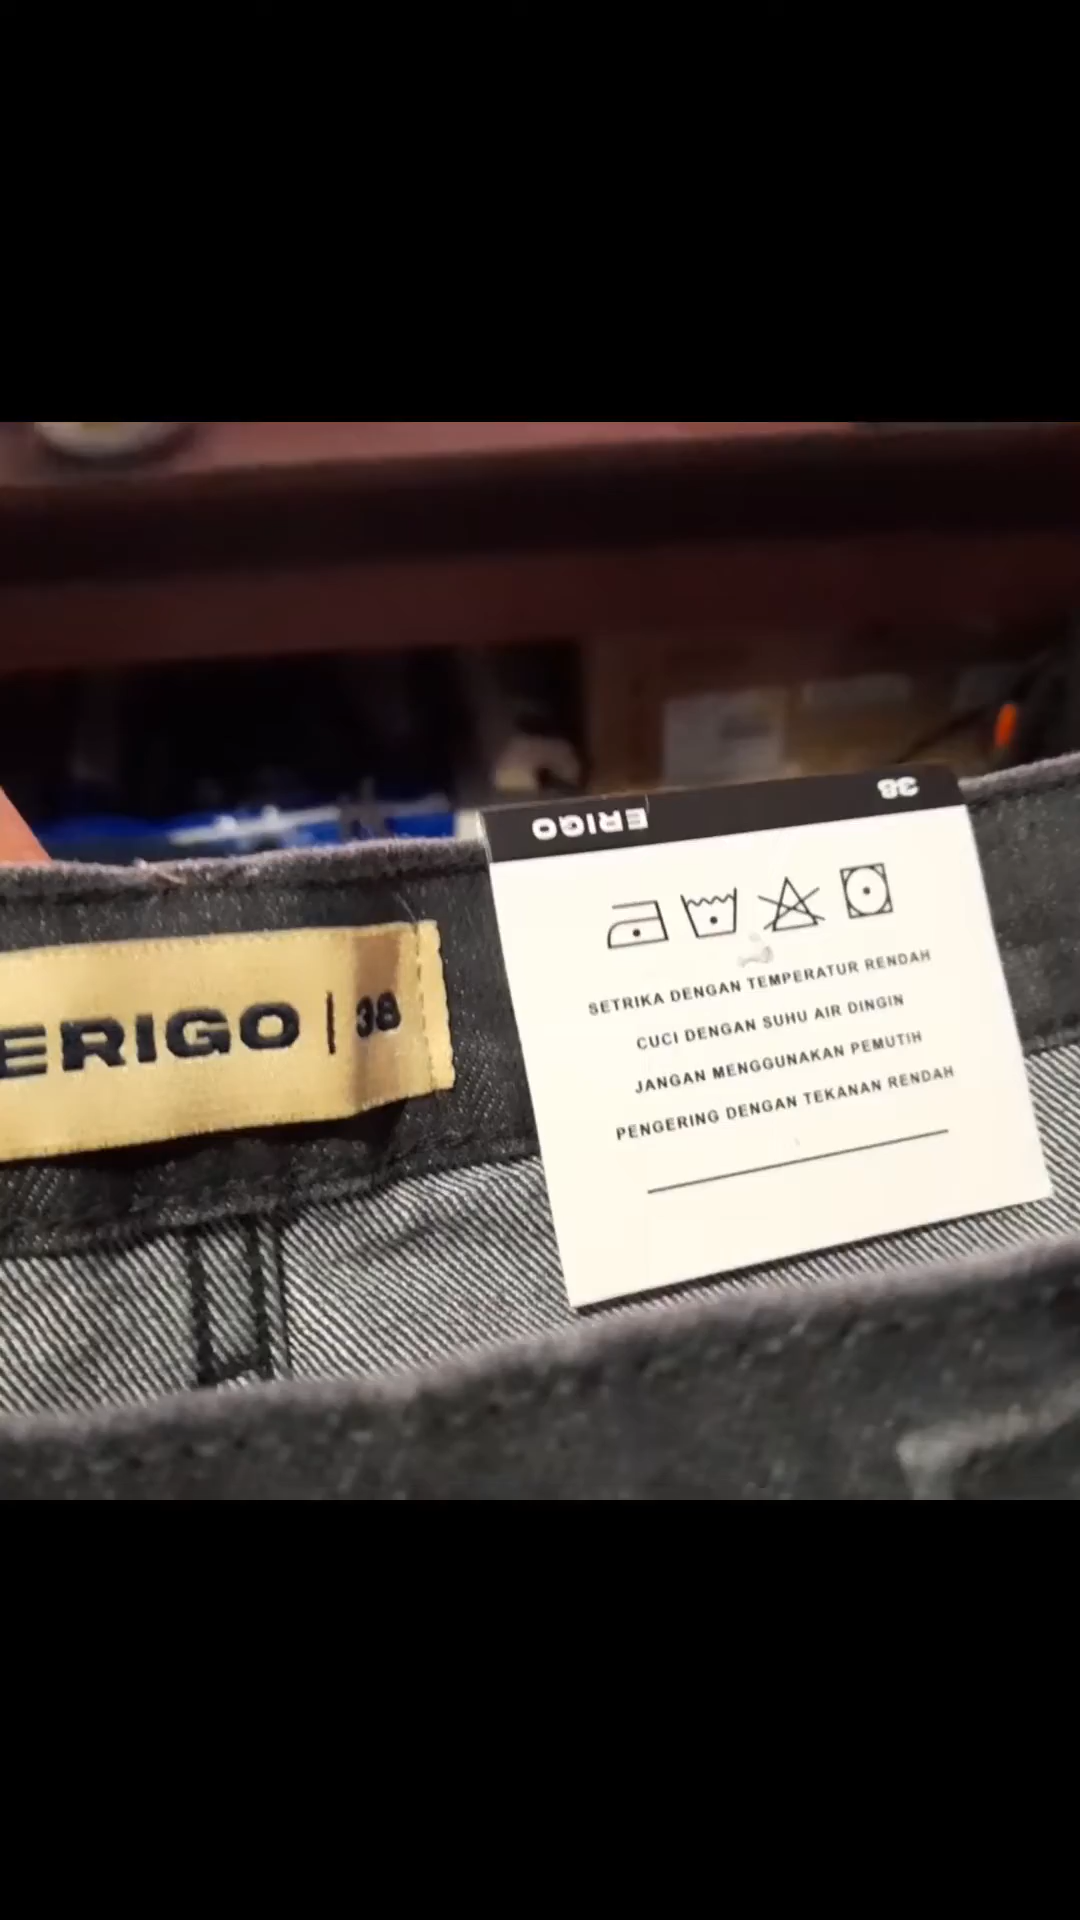 ERIGO | 38
ERIGO 38
SETRIKA DENGAN TEMPERATUR RENDAH
CUCI DENGAN SUHU AIR DINGIN
JANGAN MENGGUNAKAN PEMUTIH
PENGERING DENGAN TEKANAN RENDAH